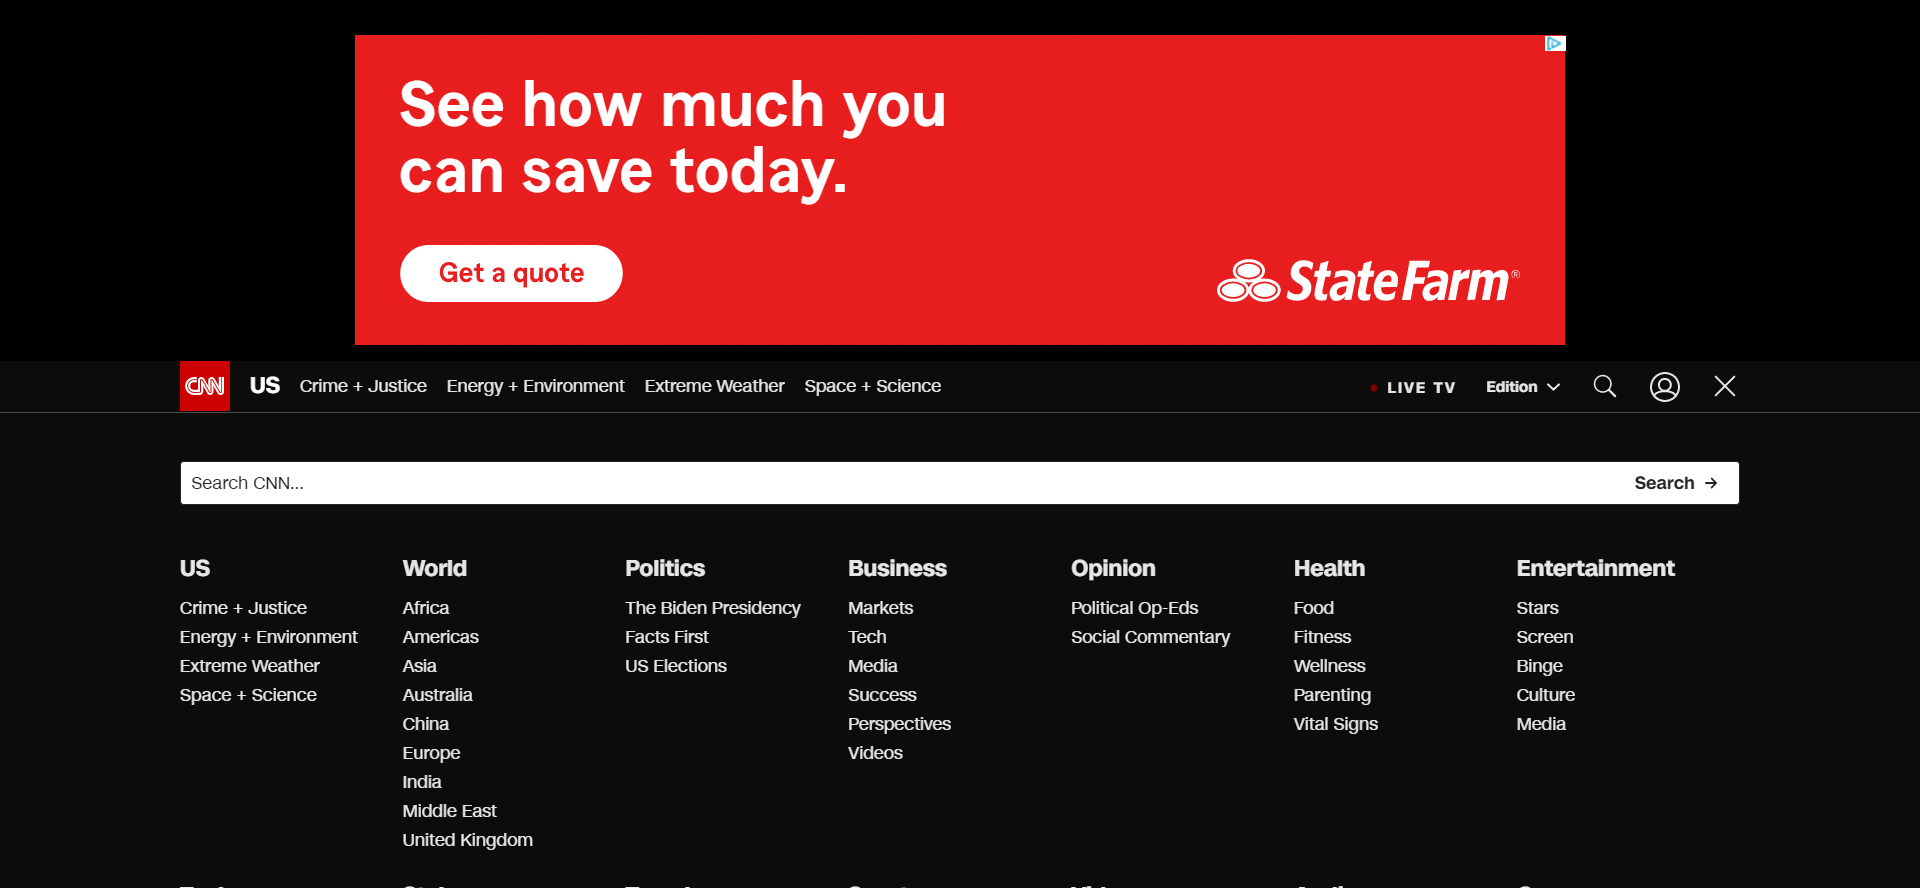 See how much you
can save today.
Get a quote
State Farm®
CNN US Crime + Justice Energy + Environment Extreme Weather Space + Science LIVE TV Edition
Search CNN... Search →
US
Crime + Justice
Energy + Environment
Extreme Weather
Space + Science
World
Africa
Americas
Asia
Australia
China
Europe
India
Middle East
United Kingdom
Politics
The Biden Presidency
Facts First
US Elections
Business
Markets
Tech
Media
Success
Perspectives
Videos
Opinion
Political Op-Eds
Social Commentary
Health
Food
Fitness
Wellness
Parenting
Vital Signs
Entertainment
Stars
Screen
Binge
Culture
Media